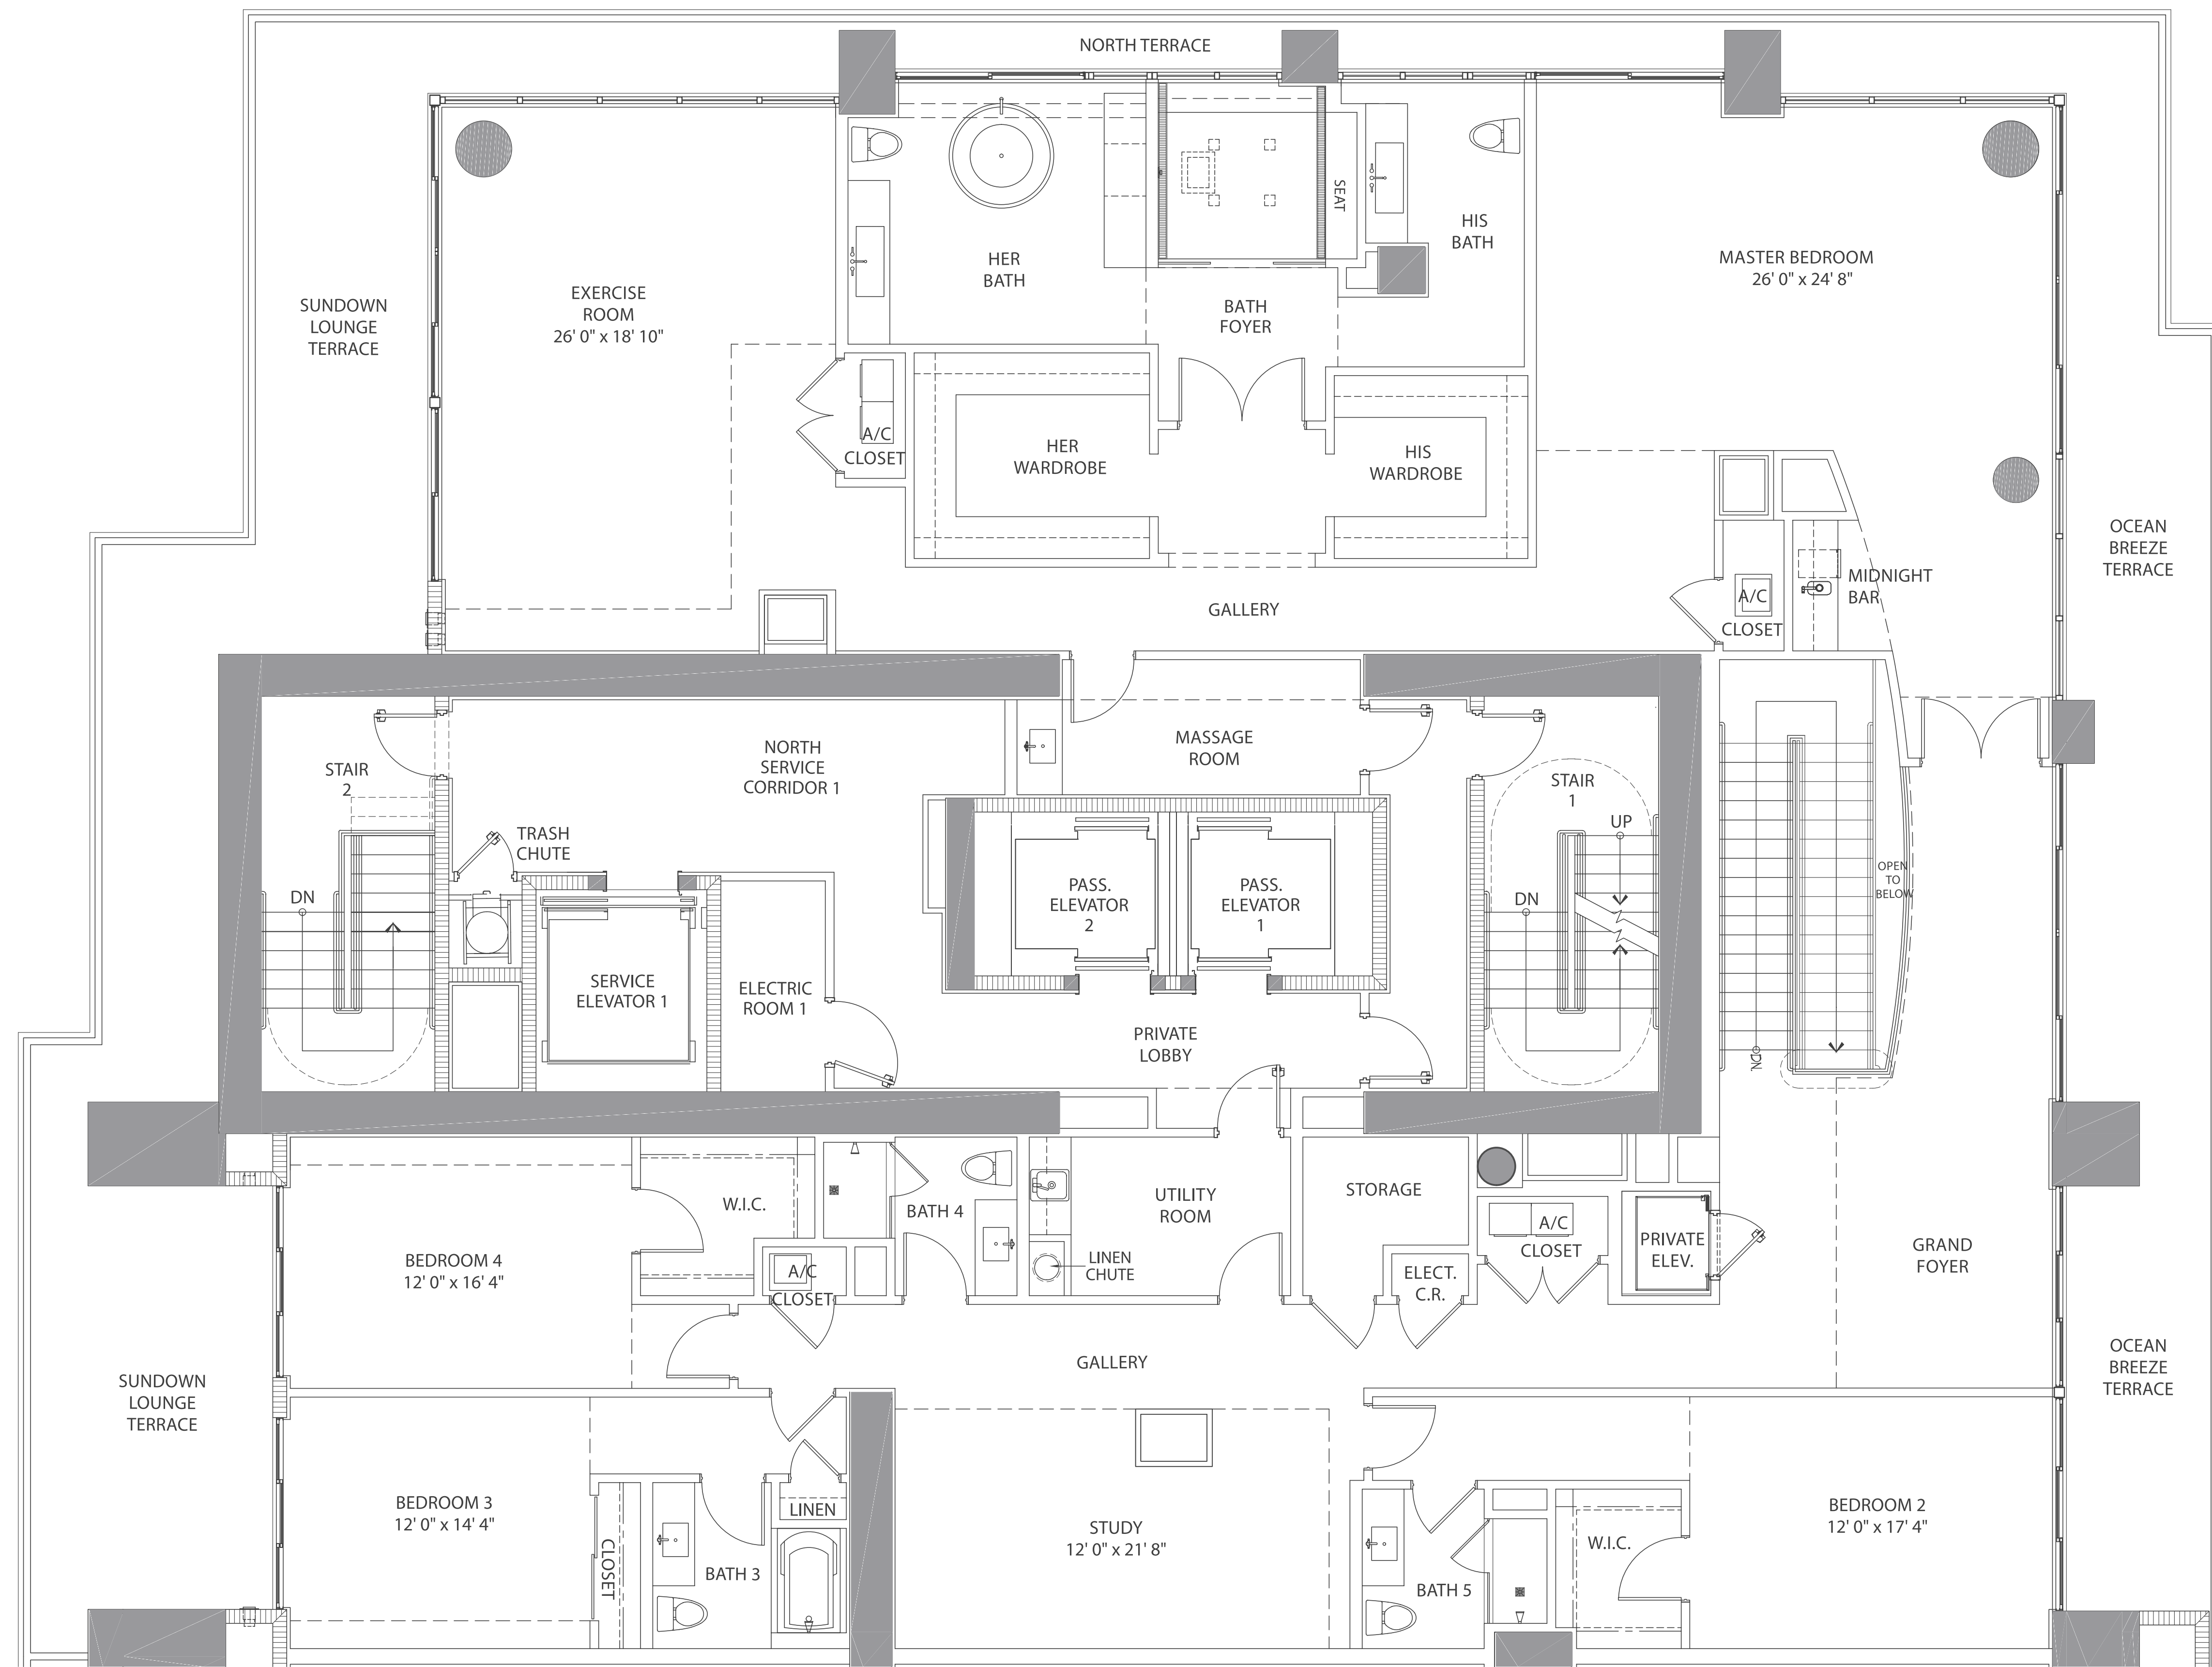 NORTH TERRACE
SUNDOWN
LOUNGE
TERRACE
EXERCISE
ROOM
26' 0" x 18' 10"
HER
BATH
SEAT
HIS
BATH
BATH
FOYER
MASTER BEDROOM
26' 0" x 24' 8"
A/C
CLOSET
HER
WARDROBE
HIS
WARDROBE
OCEAN
BREEZE
TERRACE
MIDNIGHT
BAR
A/C
CLOSET
GALLERY
STAIR
2
NORTH
SERVICE
CORRIDOR 1
MASSAGE
ROOM
STAIR
1
UP
TRASH
CHUTE
DN
PASS.
ELEVATOR
2
PASS.
ELEVATOR
1
DN
OPEN
TO
BELOW
SERVICE
ELEVATOR 1
ELECTRIC
ROOM 1
PRIVATE
LOBBY
DN
W.I.C.
BATH 4
UTILITY
ROOM
STORAGE
BEDROOM 4
12' 0" x 16' 4"
A/C
CLOSET
LINEN
CHUTE
ELECT.
C.R.
A/C
CLOSET
PRIVATE
ELEV.
GRAND
FOYER
GALLERY
SUNDOWN
LOUNGE
TERRACE
OCEAN
BREEZE
TERRACE
BEDROOM 3
12' 0" x 14' 4"
CLOSET
LINEN
BATH 3
STUDY
12' 0" x 21' 8"
BATH 5
W.I.C.
BEDROOM 2
12' 0" x 17' 4"